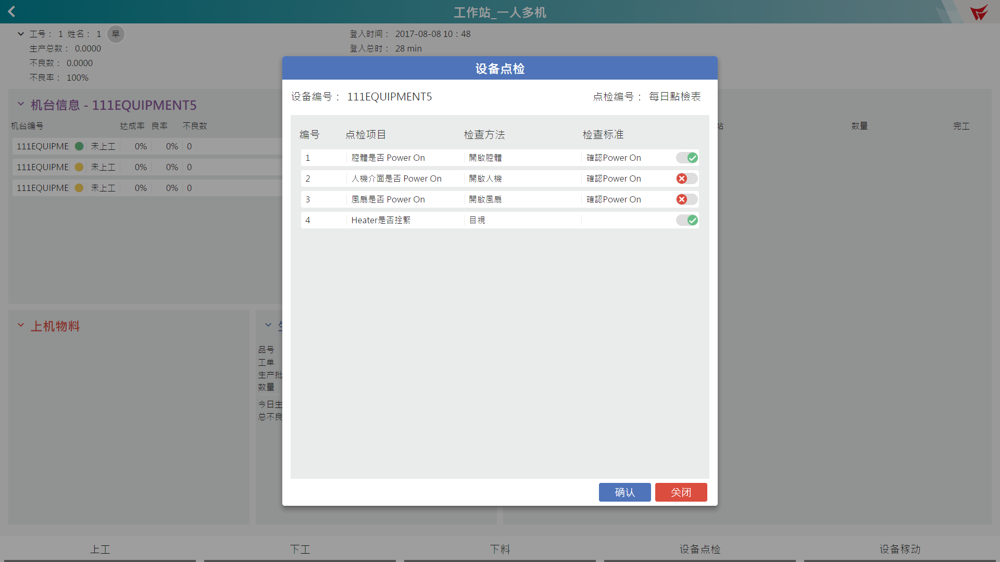 工作站_一人多机
工号： 1 姓名： 1 早
登入时间： 2017-08-08 10：48
生产总数： 0.0000
登入总时： 28 min
不良数： 0.0000
不良率： 100%
设备点检
设备编号： 111EQUIPMENT5
点检编号： 每日點檢表
编号 点检项目 检查方法 检查标准
1 腔體是否 Power On 開啟腔體 確認Power On
2 人機介面是否 Power On 開啟人機 確認Power On
3 風扇是否 Power On 開啟風扇 確認Power On
4 Heater是否拴緊 目視
确认 关闭
机台信息 - 111EQUIPMENT5
机台编号 达成率 良率 不良数 站 数量 完工
111EQUIPME 未上工 0% 0% 0
111EQUIPME 未上工 0% 0% 0
111EQUIPME 未上工 0% 0% 0
上机物料
品号
工单
生产批
数量
今日生
总不良
上工 下工 下料 设备点检 设备稼动